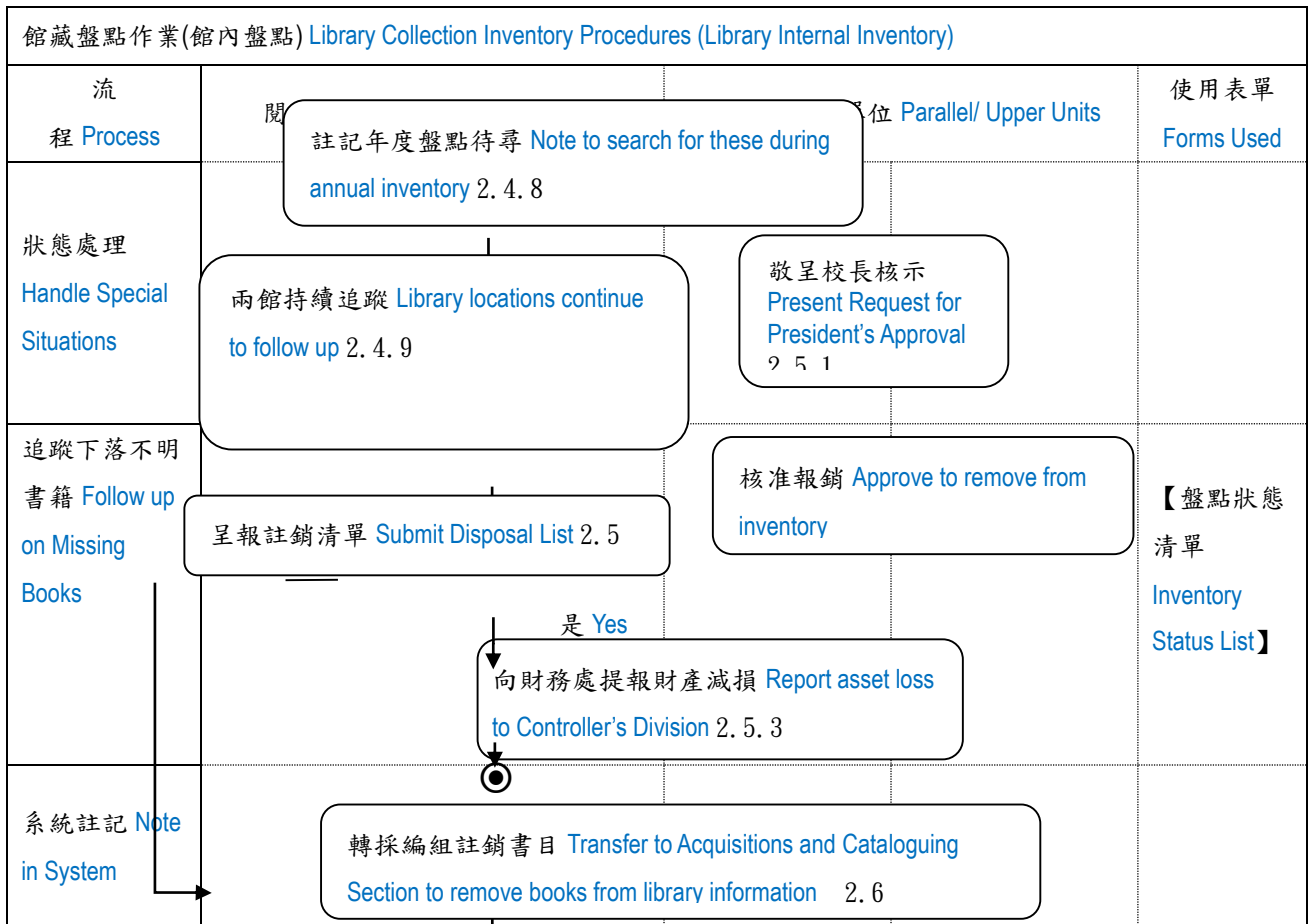 館藏盤點作業(館內盤點) Library Collection Inventory Procedures (Library Internal Inventory)
流
程 Process
閱
位 Parallel/ Upper Units
使用表單
Forms Used
註記年度盤點待尋 Note to search for these during
annual inventory 2.4.8
狀態處理
Handle Special
Situations
兩館持續追蹤 Library locations continue
to follow up 2.4.9
敬呈校長核示
Present Request for
President's Approval
2.5.1
追蹤下落不明
書籍 Follow up
on Missing
Books
核准報銷 Approve to remove from
inventory
呈報註銷清單 Submit Disposal List 2.5
【盤點狀態
清單
Inventory
Status List】
是 Yes
向財務處提報財產減損 Report asset loss
to Controller's Division 2.5.3
系統註記 Note
in System
轉採編組註銷書目 Transfer to Acquisitions and Cataloguing
Section to remove books from library information 2.6